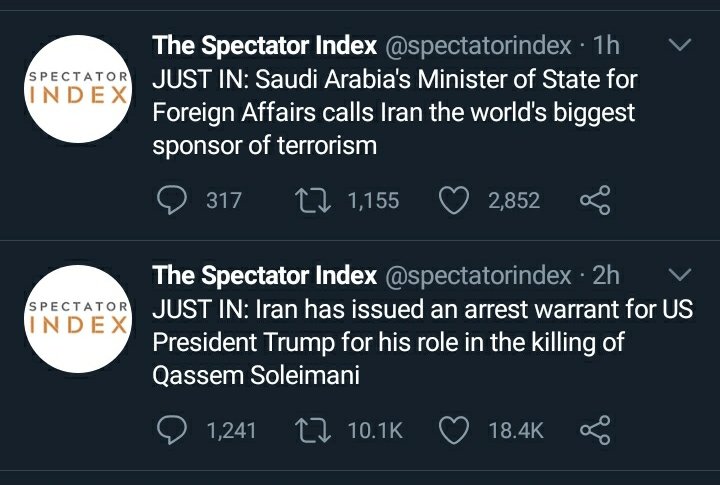 The Spectator Index @spectatorindex · 1h
SPECTATOR
INDEX
JUST IN: Saudi Arabia's Minister of State for
Foreign Affairs calls Iran the world's biggest
sponsor of terrorism
317 1,155 2,852
The Spectator Index @spectatorindex · 2h
SPECTATOR
INDEX
JUST IN: Iran has issued an arrest warrant for US
President Trump for his role in the killing of
Qassem Soleimani
1,241 10.1K 18.4K